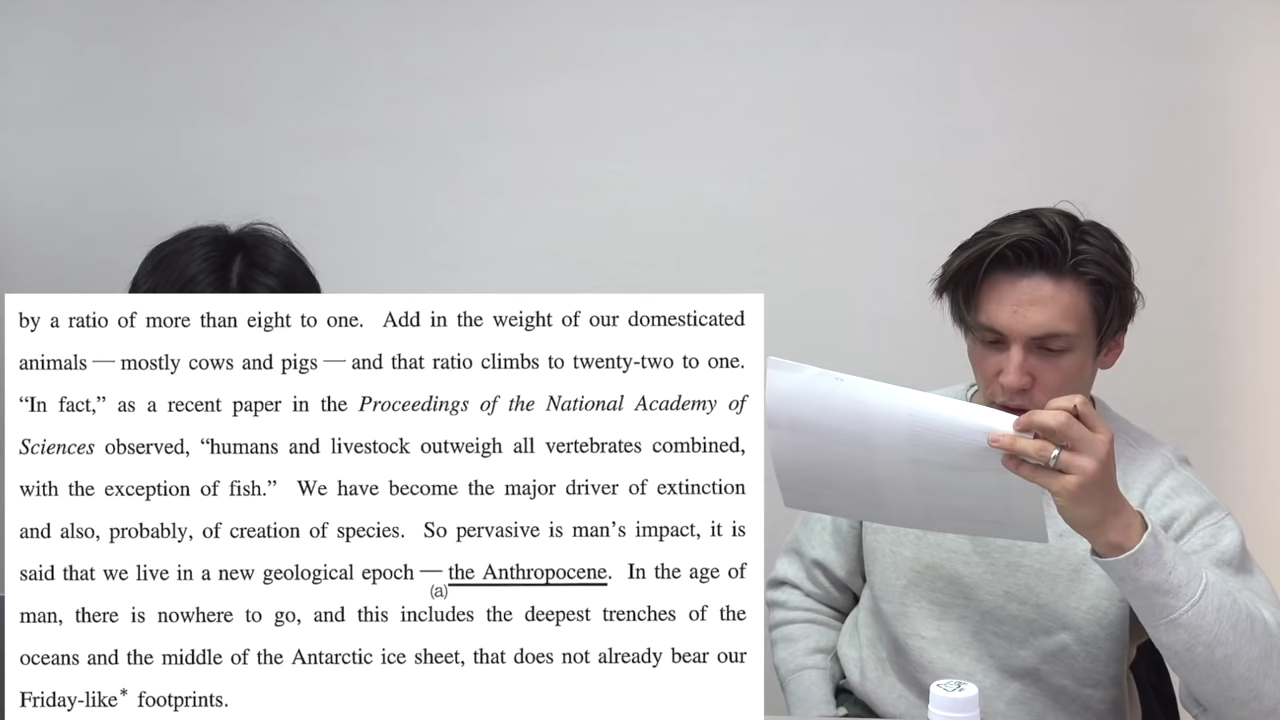 by a ratio of more than eight to one. Add in the weight of our domesticated
animals — mostly cows and pigs — and that ratio climbs to twenty-two to one.
“In fact,” as a recent paper in the Proceedings of the National Academy of
Sciences observed, “humans and livestock outweigh all vertebrates combined,
with the exception of fish.” We have become the major driver of extinction
and also, probably, of creation of species. So pervasive is man’s impact, it is
said that we live in a new geological epoch — the Anthropocene. In the age of
(a)
man, there is nowhere to go, and this includes the deepest trenches of the
oceans and the middle of the Antarctic ice sheet, that does not already bear our
Friday-like* footprints.